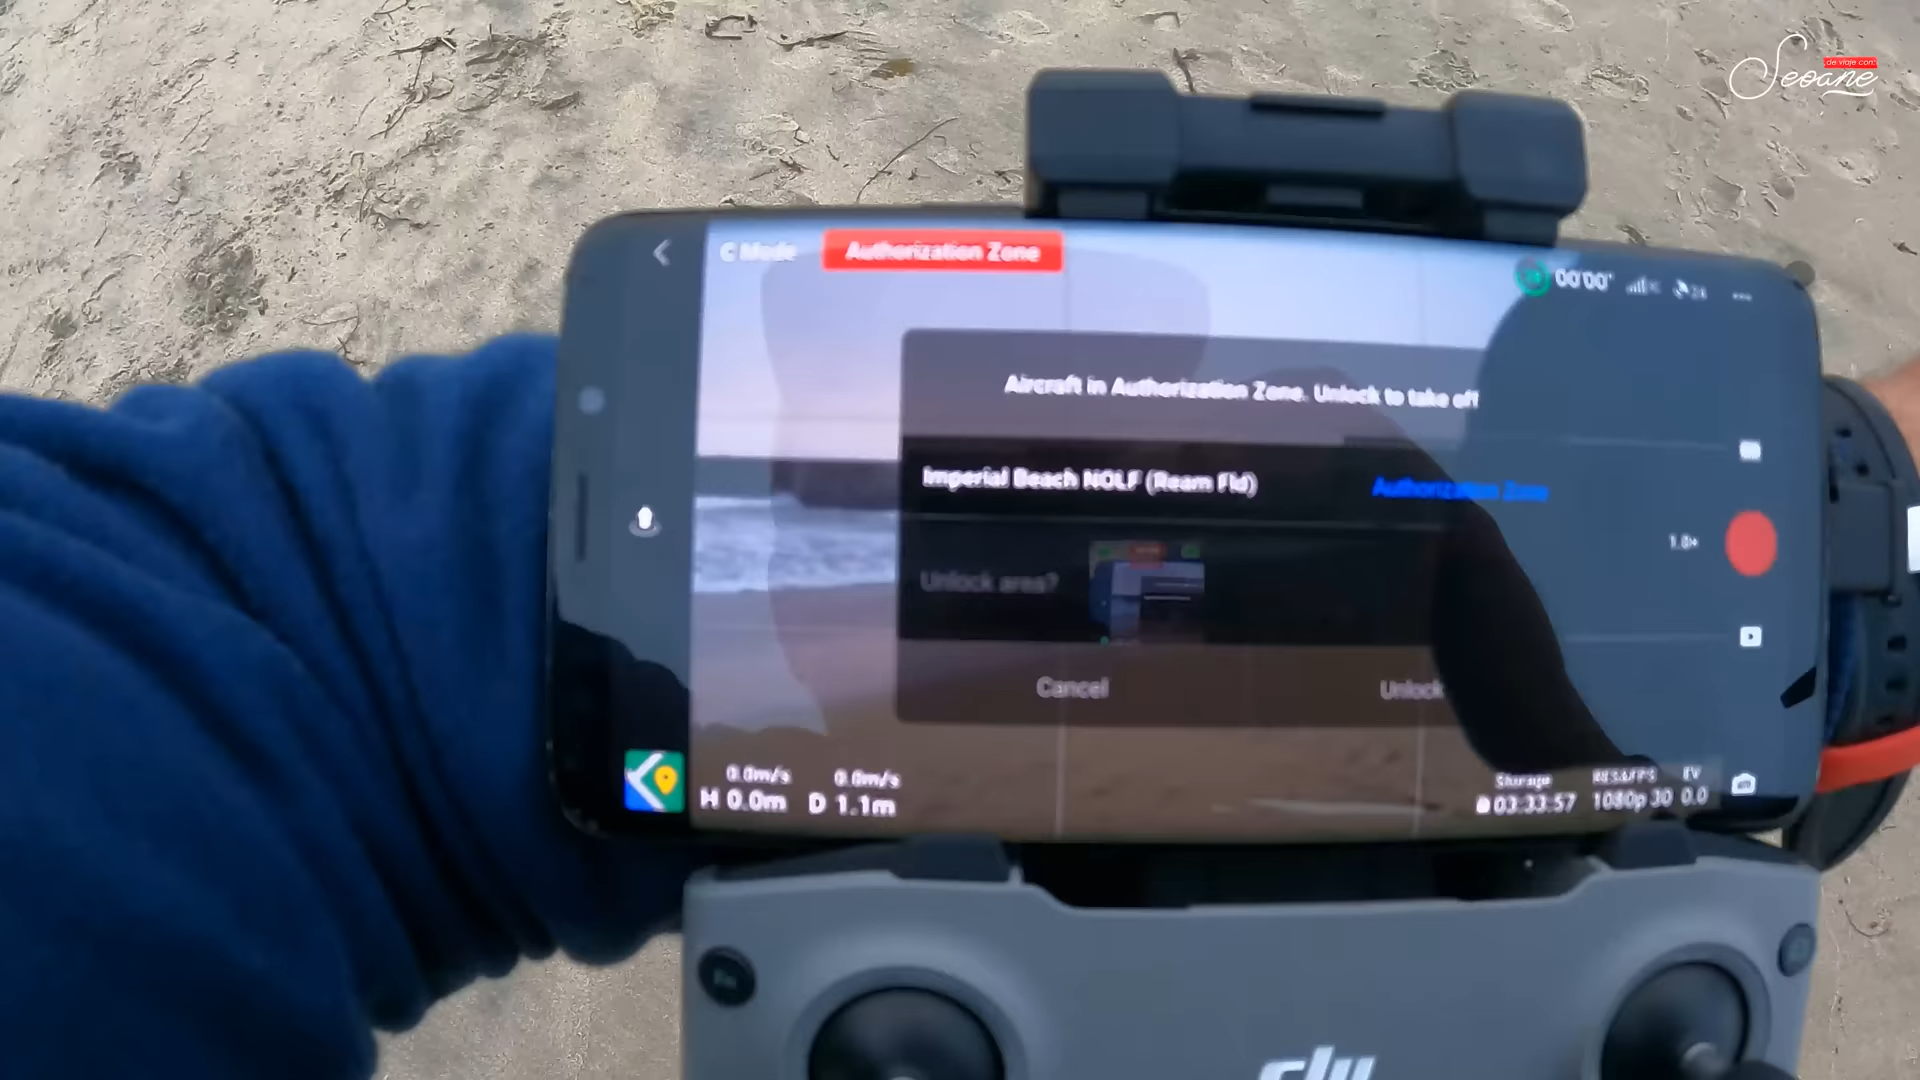 de viaje con:
Seoane
C Mode
Authorization Zone
00'00"
Aircraft in Authorization Zone. Unlock to take off
Imperial Beach NOLF (Ream Fld)
Authorization Zone
Unlock area?
1.0×
Cancel
Unlock
0.0m/s
0.0m/s
H 0.0m
D 1.1m
Storage
03:33:57
RES&FPS
1080p 30
EV
0.0
Fn
dji